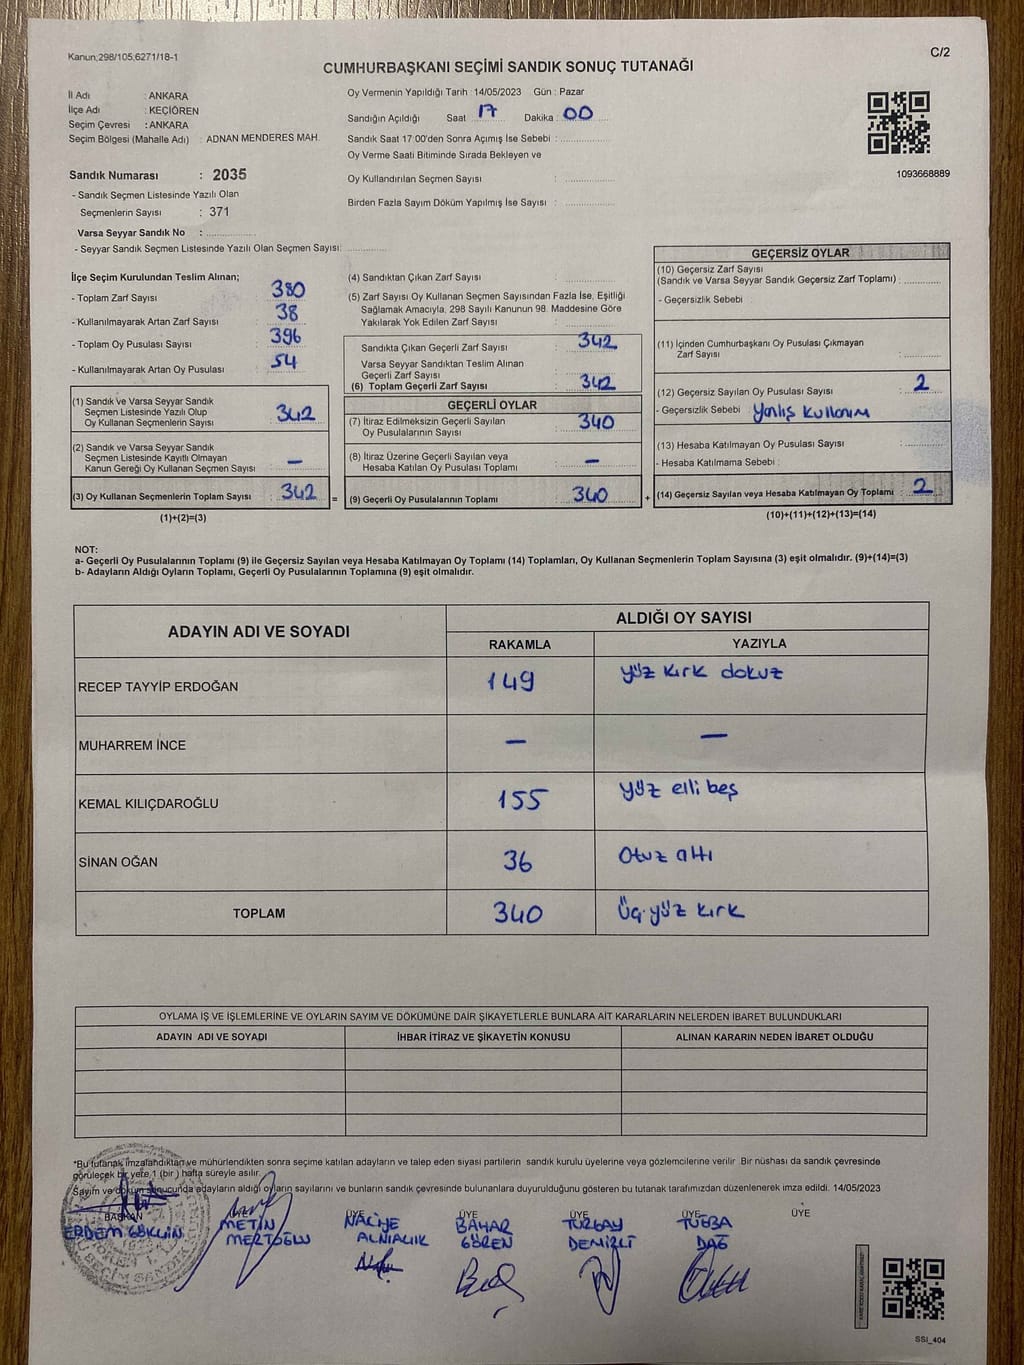 Kanun;298/105;6271/18-1
C/2
CUMHURBAŞKANI SEÇİMİ SANDIK SONUÇ TUTANAĞI
İl Adı : ANKARA
İlçe Adı : KEÇİÖREN
Seçim Çevresi : ANKARA
Seçim Bölgesi (Mahalle Adı) : ADNAN MENDERES MAH.
Sandık Numarası : 2035
- Sandık Seçmen Listesinde Yazılı Olan
Seçmenlerin Sayısı : 371
Varsa Seyyar Sandık No :
- Seyyar Sandık Seçmen Listesinde Yazılı Olan Seçmen Sayısı:
Oy Vermenin Yapıldığı Tarih : 14/05/2023 Gün : Pazar
Sandığın Açıldığı Saat 17 Dakika : 00
Sandık Saat 17:00'den Sonra Açımış İse Sebebi :
Oy Verme Saati Bitiminde Sırada Bekleyen ve
Oy Kullandırılan Seçmen Sayısı :
Birden Fazla Sayım Döküm Yapılmış İse Sayısı :
1093668889
İlçe Seçim Kurulundan Teslim Alınan;
- Toplam Zarf Sayısı : 380
- Kullanılmayarak Artan Zarf Sayısı : 38
- Toplam Oy Pusulası Sayısı : 396
- Kullanılmayarak Artan Oy Pusulası : 54
(1) Sandık ve Varsa Seyyar Sandık
Seçmen Listesinde Yazılı Olup
Oy Kullanan Seçmenlerin Sayısı : 342
(2) Sandık ve Varsa Seyyar Sandık
Seçmen Listesinde Kayıtlı Olmayan
Kanun Gereği Oy Kullanan Seçmen Sayısı : —
(3) Oy Kullanan Seçmenlerin Toplam Sayısı : 342 =
(1)+(2)=(3)
(4) Sandıktan Çıkan Zarf Sayısı :
(5) Zarf Sayısı Oy Kullanan Seçmen Sayısından Fazla İse, Eşitliği
Sağlamak Amacıyla, 298 Sayılı Kanunun 98. Maddesine Göre
Yakılarak Yok Edilen Zarf Sayısı :
Sandıkta Çıkan Geçerli Zarf Sayısı : 342
Varsa Seyyar Sandıktan Teslim Alınan
Geçerli Zarf Sayısı :
(6) Toplam Geçerli Zarf Sayısı : 342
GEÇERLİ OYLAR
(7) İtiraz Edilmeksizin Geçerli Sayılan
Oy Pusulalarının Sayısı : 340
(8) İtiraz Üzerine Geçerli Sayılan veya
Hesaba Katılan Oy Pusulası Toplamı : —
(9) Geçerli Oy Pusulalarının Toplamı : 340 +
GEÇERSİZ OYLAR
(10) Geçersiz Zarf Sayısı
(Sandık ve Varsa Seyyar Sandık Geçersiz Zarf Toplamı) :
- Geçersizlik Sebebi :
(11) İçinden Cumhurbaşkanı Oy Pusulası Çıkmayan
Zarf Sayısı :
(12) Geçersiz Sayılan Oy Pusulası Sayısı : 2
- Geçersizlik Sebebi : Yanlış kullanım
(13) Hesaba Katılmayan Oy Pusulası Sayısı :
- Hesaba Katılmama Sebebi :
(14) Geçersiz Sayılan veya Hesaba Katılmayan Oy Toplamı : 2
(10)+(11)+(12)+(13)=(14)
NOT:
a- Geçerli Oy Pusulalarının Toplamı (9) ile Geçersiz Sayılan veya Hesaba Katılmayan Oy Toplamı (14) Toplamları, Oy Kullanan Seçmenlerin Toplam Sayısına (3) eşit olmalıdır. (9)+(14)=(3)
b- Adayların Aldığı Oyların Toplamı, Geçerli Oy Pusulalarının Toplamına (9) eşit olmalıdır.
ADAYIN ADI VE SOYADI
ALDIĞI OY SAYISI
RAKAMLA YAZIYLA
RECEP TAYYİP ERDOĞAN 149 yüz kırk dokuz
MUHARREM İNCE — —
KEMAL KILIÇDAROĞLU 155 yüz elli beş
SİNAN OĞAN 36 Otuz altı
TOPLAM 340 Üç yüz kırk
OYLAMA İŞ VE İŞLEMLERİNE VE OYLARIN SAYIM VE DÖKÜMÜNE DAİR ŞİKAYETLERLE BUNLARA AİT KARARLARIN NELERDEN İBARET BULUNDUKLARI
ADAYIN ADI VE SOYADI İHBAR İTİRAZ VE ŞİKAYETİN KONUSU ALINAN KARARIN NEDEN İBARET OLDUĞU
*Bu tutanak imzalandıktan ve mühürlendikten sonra seçime katılan adayların ve talep eden siyasi partilerin sandık kurulu üyelerine veya gözlemcilerine verilir Bir nüshası da sandık çevresinde
görülecek bir yere 1 (bir) hafta süreyle asılır.
Sayım ve döküm sonucunda adayların aldığı oyların sayılarını ve bunların sandık çevresinde bulunanlara duyurulduğunu gösteren bu tutanak tarafımızdan düzenlenerek imza edildi. 14/05/2023
BAŞKAN ÜYE ÜYE ÜYE ÜYE ÜYE ÜYE
ERDEM METİN NACİYE BAHAR TURGAY TUĞBA
MERTOĞLU ALNIAÇIK GÖREN DEMİRLİ DAĞ
SSI_404